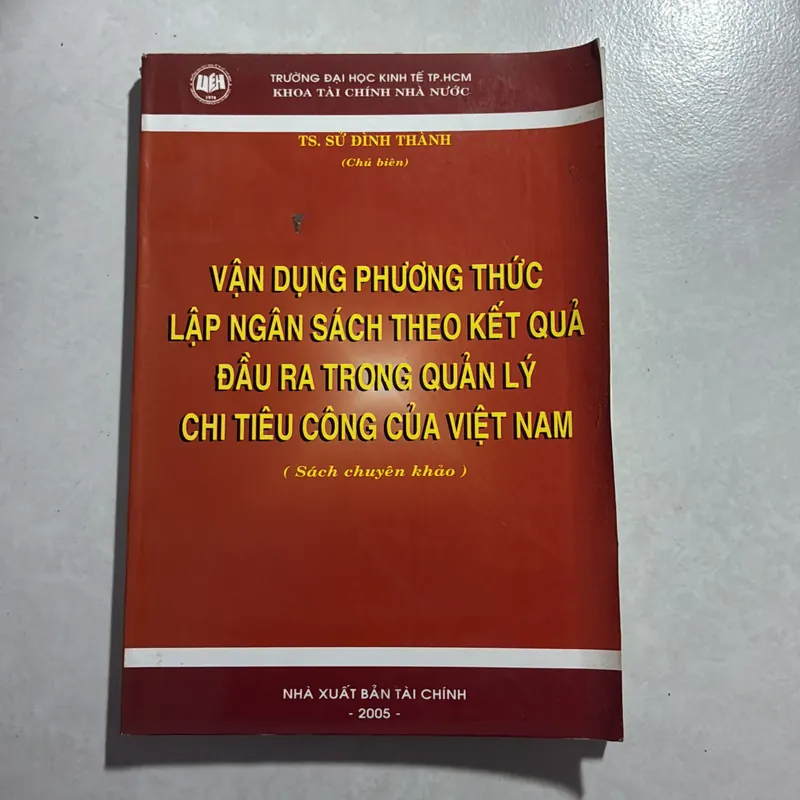 UEH
1976
TRƯỜNG ĐẠI HỌC KINH TẾ TP.HCM
KHOA TÀI CHÍNH NHÀ NƯỚC
TS. SỬ ĐÌNH THÀNH
(Chủ biên)
VẬN DỤNG PHƯƠNG THỨC
LẬP NGÂN SÁCH THEO KẾT QUẢ
ĐẦU RA TRONG QUẢN LÝ
CHI TIÊU CÔNG CỦA VIỆT NAM
( Sách chuyên khảo )
NHÀ XUẤT BẢN TÀI CHÍNH
- 2005 -